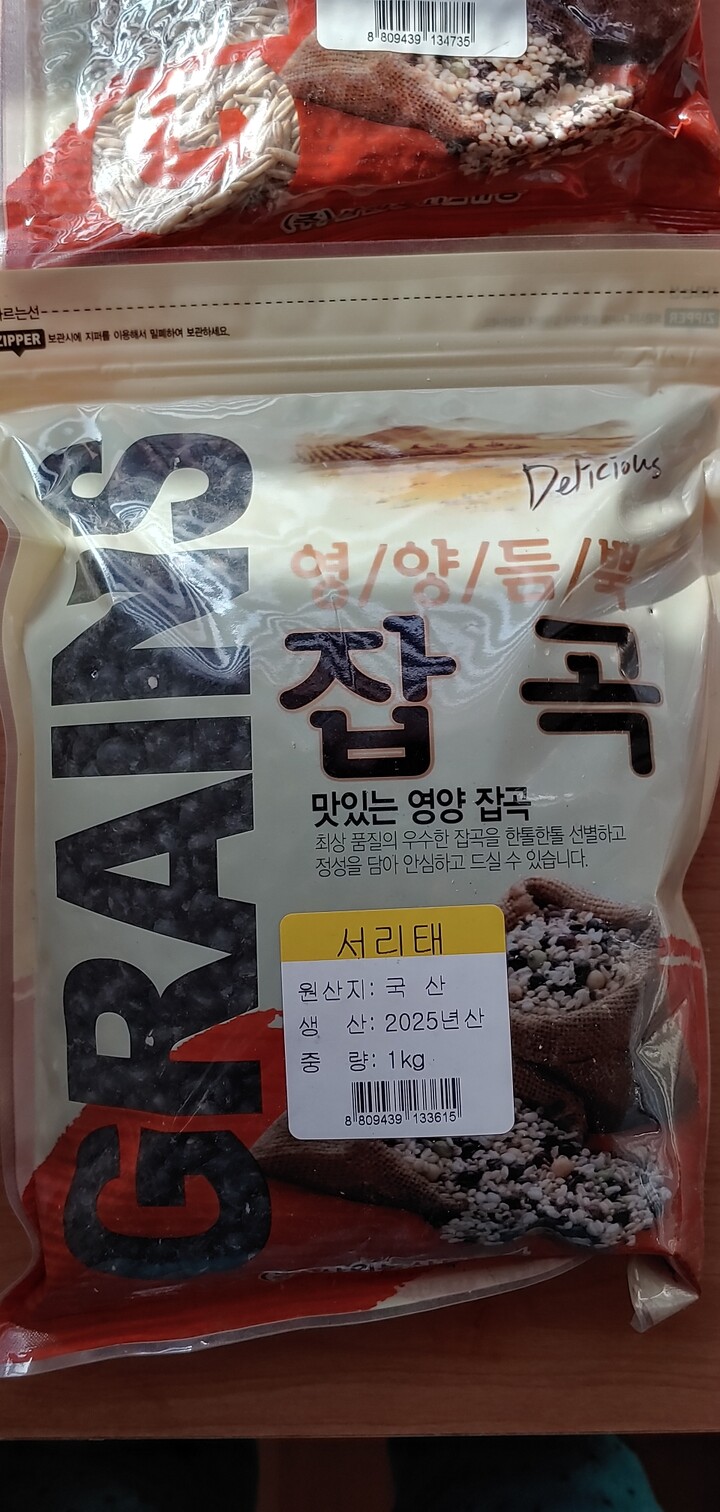 8 809439 134735
자르는선
ZIPPER 보관시에 지퍼를 이용해서 밀폐하여 보관하세요.
GRAINS
Delicious
영/양/듬/뿍
잡곡
맛있는 영양 잡곡
최상 품질의 우수한 잡곡을 한톨한톨 선별하고
정성을 담아 안심하고 드실 수 있습니다.
서리태
원산지: 국 산
생 산: 2025년산
중 량: 1kg
8 809439 133615